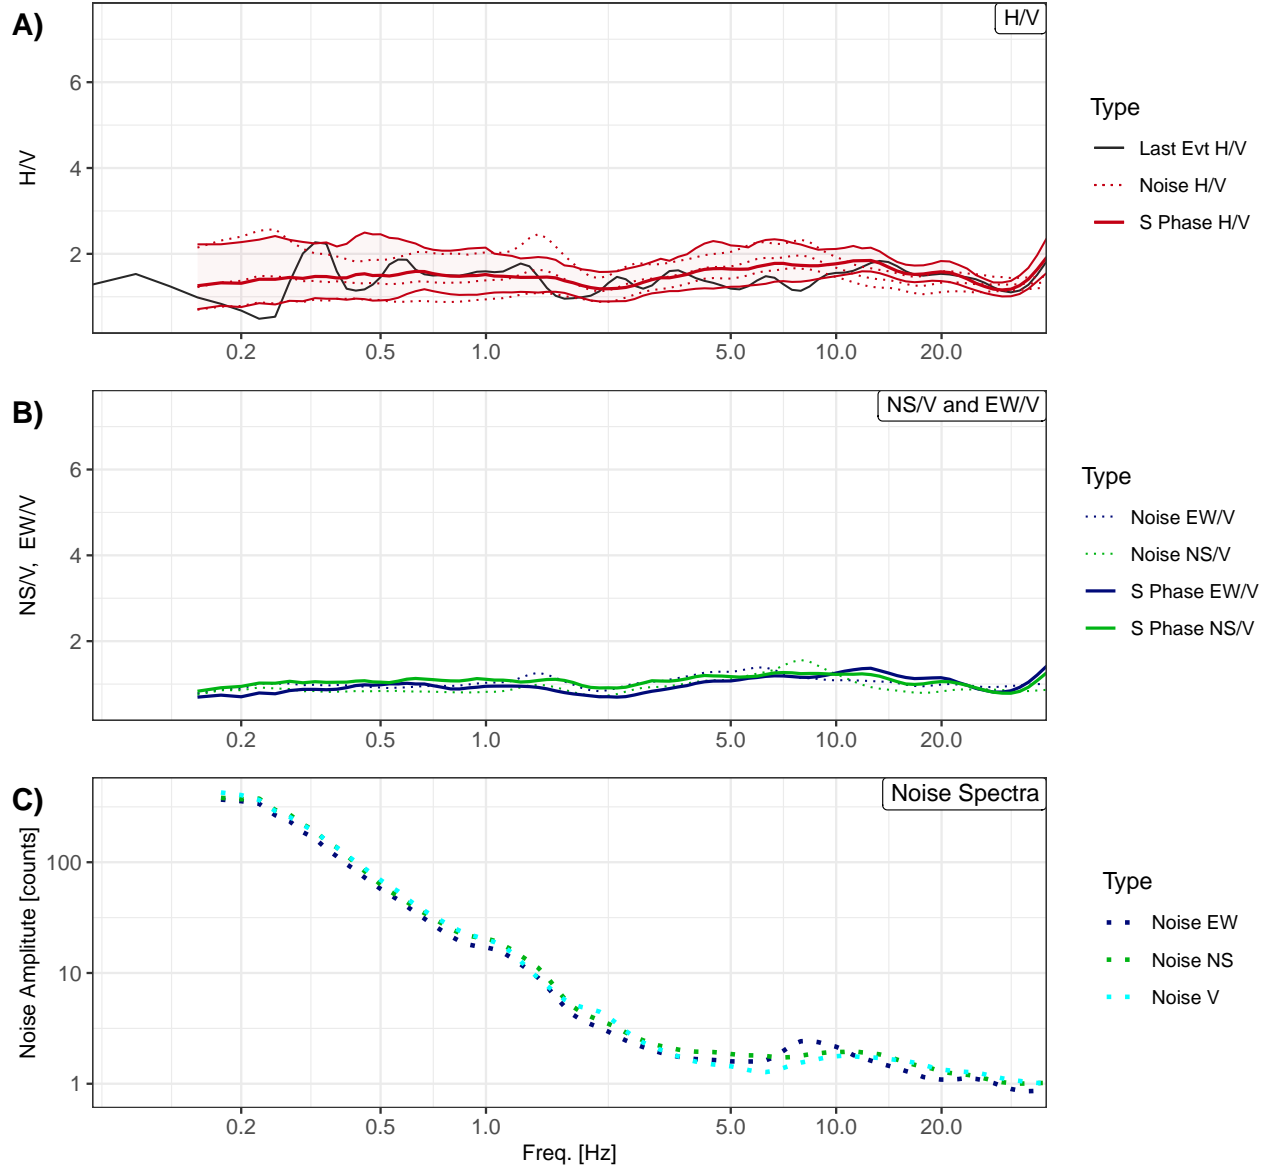 A)
H/V
6
4
2
H/V
0.2 0.5 1.0 5.0 10.0 20.0
Type
Last Evt H/V
Noise H/V
S Phase H/V
B)
NS/V and EW/V
6
4
2
NS/V, EW/V
0.2 0.5 1.0 5.0 10.0 20.0
Type
Noise EW/V
Noise NS/V
S Phase EW/V
S Phase NS/V
C)
Noise Spectra
100
10
1
Noise Amplitute [counts]
0.2 0.5 1.0 5.0 10.0 20.0
Freq. [Hz]
Type
Noise EW
Noise NS
Noise V